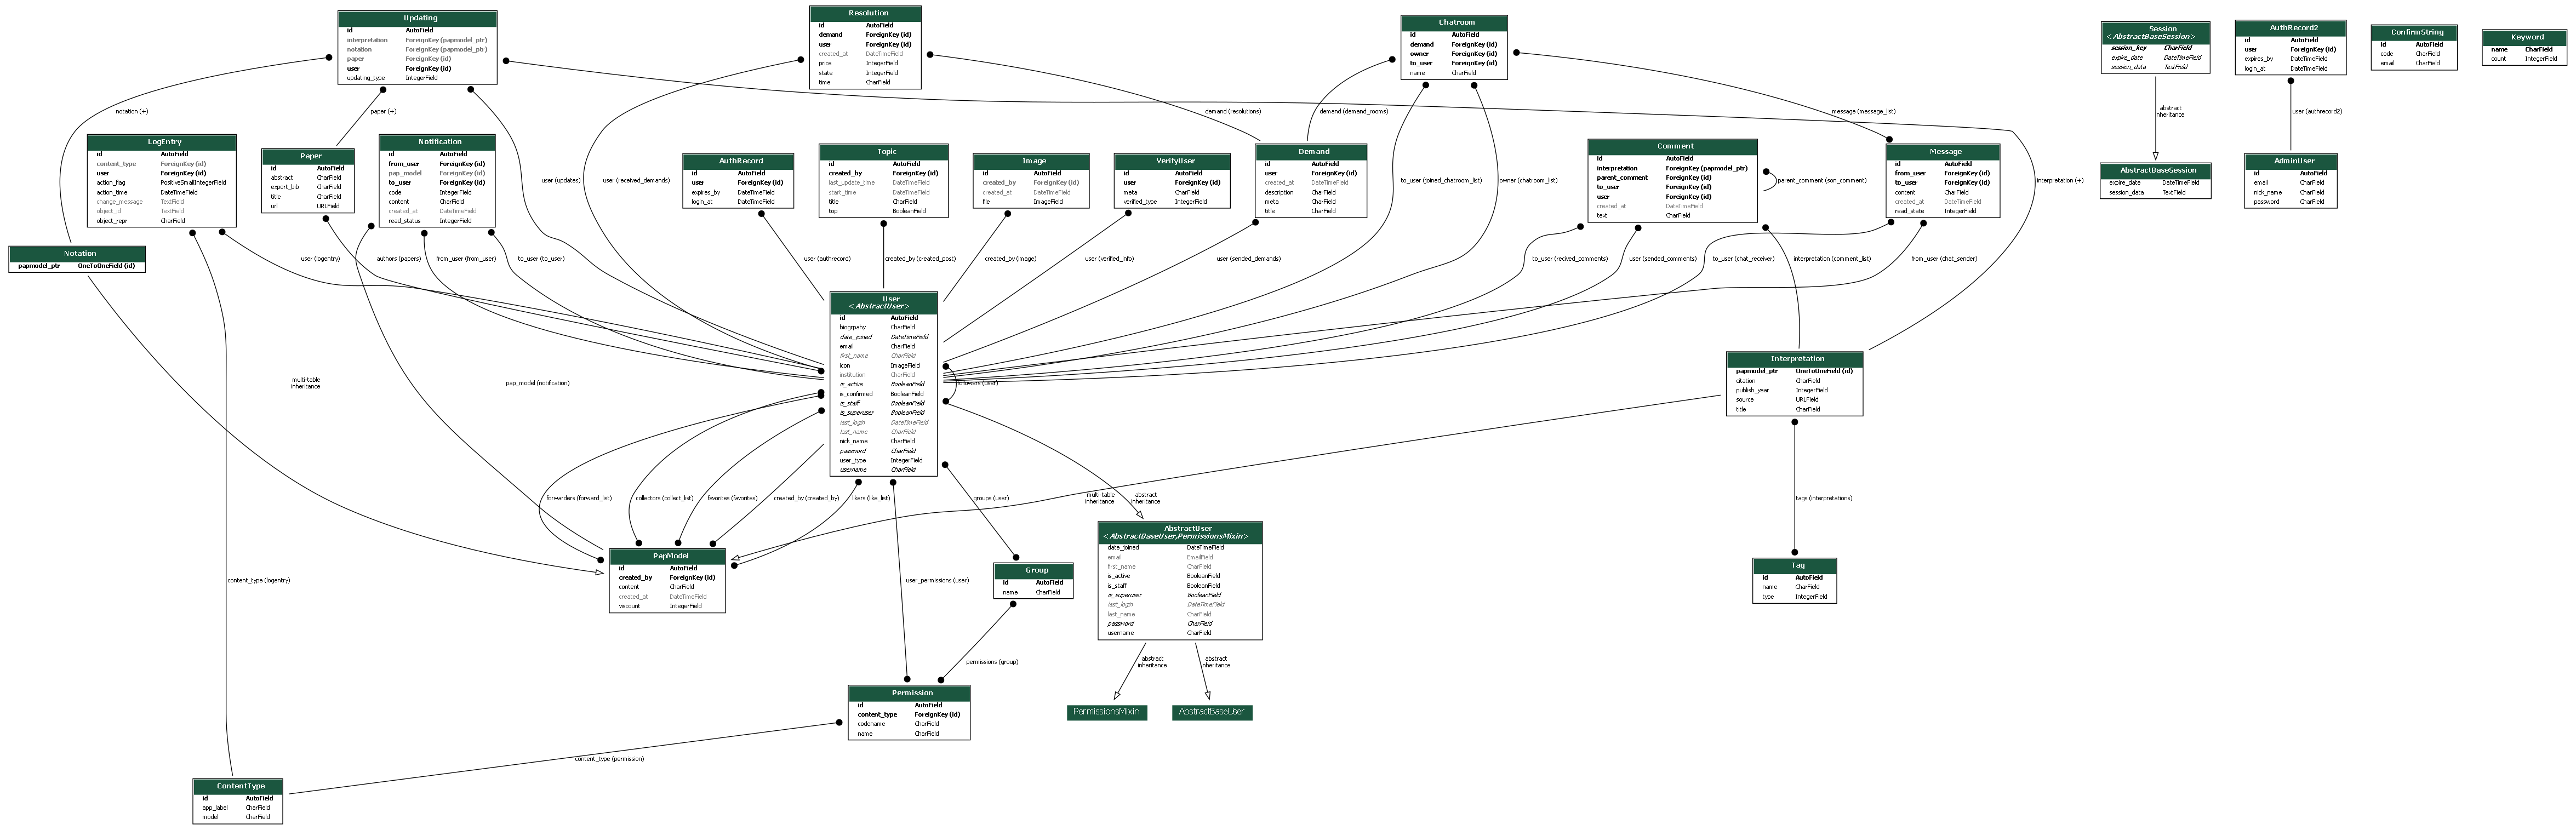 Updating
id AutoField
interpretation ForeignKey (papmodel_ptr)
notation ForeignKey (papmodel_ptr)
paper ForeignKey (id)
user ForeignKey (id)
updating_type IntegerField
Resolution
id AutoField
demand ForeignKey (id)
user ForeignKey (id)
created_at DateTimeField
price IntegerField
state IntegerField
time CharField
Chatroom
id AutoField
demand ForeignKey (id)
owner ForeignKey (id)
to_user ForeignKey (id)
name CharField
Session
<AbstractBaseSession>
session_key CharField
expire_date DateTimeField
session_data TextField
AuthRecord2
id AutoField
user ForeignKey (id)
expires_by DateTimeField
login_at DateTimeField
ConfirmString
id AutoField
code CharField
email CharField
Keyword
name CharField
count IntegerField
notation (+)
paper (+)
user (updates)
user (received_demands)
demand (resolutions)
demand (demand_rooms)
to_user (joined_chatroom_list)
owner (chatroom_list)
message (message_list)
interpretation (+)
abstract
inheritance
user (authrecord2)
LogEntry
id AutoField
content_type ForeignKey (id)
user ForeignKey (id)
action_flag PositiveSmallIntegerField
action_time DateTimeField
change_message TextField
object_id TextField
object_repr CharField
Paper
id AutoField
abstract CharField
export_bib CharField
title CharField
url URLField
Notification
id AutoField
from_user ForeignKey (id)
pap_model ForeignKey (id)
to_user ForeignKey (id)
code IntegerField
content CharField
created_at DateTimeField
read_status IntegerField
AuthRecord
id AutoField
user ForeignKey (id)
expires_by DateTimeField
login_at DateTimeField
Topic
id AutoField
created_by ForeignKey (id)
last_update_time DateTimeField
start_time DateTimeField
title CharField
top BooleanField
Image
id AutoField
created_by ForeignKey (id)
created_at DateTimeField
file ImageField
VerifyUser
id AutoField
user ForeignKey (id)
meta CharField
verified_type IntegerField
Demand
id AutoField
user ForeignKey (id)
created_at DateTimeField
description CharField
meta CharField
title CharField
Comment
id AutoField
interpretation ForeignKey (papmodel_ptr)
parent_comment ForeignKey (id)
to_user ForeignKey (id)
user ForeignKey (id)
created_at DateTimeField
text CharField
parent_comment (son_comment)
Message
id AutoField
from_user ForeignKey (id)
to_user ForeignKey (id)
content CharField
created_at DateTimeField
read_state IntegerField
AbstractBaseSession
expire_date DateTimeField
session_data TextField
AdminUser
id AutoField
email CharField
nick_name CharField
password CharField
Notation
papmodel_ptr OneToOneField (id)
user (logentry)
authors (papers)
from_user (from_user)
to_user (to_user)
user (authrecord)
created_by (created_post)
created_by (image)
user (verified_info)
user (sended_demands)
to_user (recived_comments)
user (sended_comments)
to_user (chat_receiver)
interpretation (comment_list)
from_user (chat_sender)
User
<AbstractUser>
id AutoField
biogrpahy CharField
date_joined DateTimeField
email CharField
first_name CharField
icon ImageField
institution CharField
is_active BooleanField
is_confirmed BooleanField
is_staff BooleanField
is_superuser BooleanField
last_login DateTimeField
last_name CharField
nick_name CharField
password CharField
user_type IntegerField
username CharField
followers (user)
Interpretation
papmodel_ptr OneToOneField (id)
citation CharField
publish_year IntegerField
source URLField
title CharField
multi-table
inheritance
pap_model (notification)
forwarders (forward_list)
collectors (collect_list)
favorites (favorites)
created_by (created_by)
likers (like_list)
groups (user)
multi-table
inheritance
abstract
inheritance
tags (interpretations)
PapModel
id AutoField
created_by ForeignKey (id)
content CharField
created_at DateTimeField
viscount IntegerField
content_type (logentry)
user_permissions (user)
Group
id AutoField
name CharField
AbstractUser
<AbstractBaseUser,PermissionsMixin>
date_joined DateTimeField
email EmailField
first_name CharField
is_active BooleanField
is_staff BooleanField
is_superuser BooleanField
last_login DateTimeField
last_name CharField
password CharField
username CharField
Tag
id AutoField
name CharField
type IntegerField
permissions (group)
abstract
inheritance
abstract
inheritance
Permission
id AutoField
content_type ForeignKey (id)
codename CharField
name CharField
PermissionsMixin
AbstractBaseUser
content_type (permission)
ContentType
id AutoField
app_label CharField
model CharField